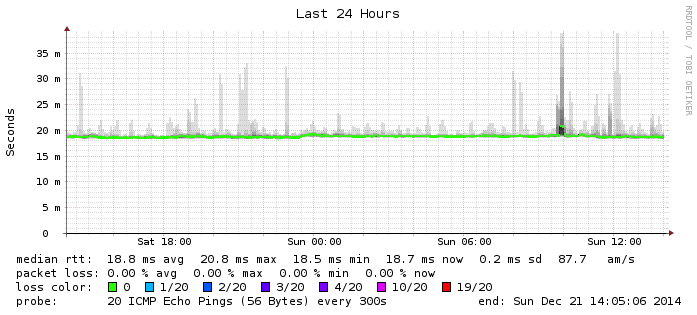 Last 24 Hours
RRDTOOL / TOBI OETIKER
Seconds
35 m
30 m
25 m
20 m
15 m
10 m
5 m
0
Sat 18:00 Sun 00:00 Sun 06:00 Sun 12:00
median rtt: 18.8 ms avg 20.8 ms max 18.5 ms min 18.7 ms now 0.2 ms sd 87.7 am/s
packet loss: 0.00 % avg 0.00 % max 0.00 % min 0.00 % now
loss color: 0 1/20 2/20 3/20 4/20 10/20 19/20
probe: 20 ICMP Echo Pings (56 Bytes) every 300s end: Sun Dec 21 14:05:06 2014